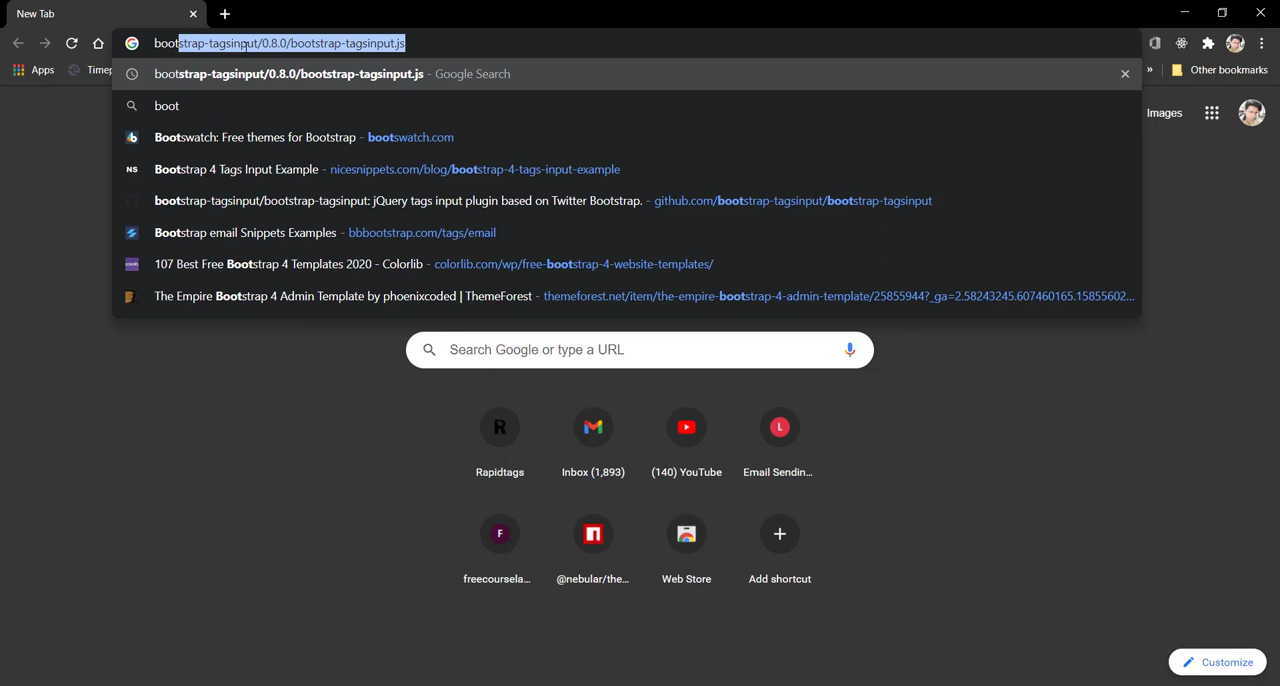 New Tab
bootstrap-tagsinput/0.8.0/bootstrap-tagsinput.js
Apps
Timep
» Other bookmarks
bootstrap-tagsinput/0.8.0/bootstrap-tagsinput.js - Google Search
boot
Images
Bootswatch: Free themes for Bootstrap - bootswatch.com
NS Bootstrap 4 Tags Input Example - nicesnippets.com/blog/bootstrap-4-tags-input-example
bootstrap-tagsinput/bootstrap-tagsinput: jQuery tags input plugin based on Twitter Bootstrap. - github.com/bootstrap-tagsinput/bootstrap-tagsinput
Bootstrap email Snippets Examples - bbbootstrap.com/tags/email
107 Best Free Bootstrap 4 Templates 2020 - Colorlib - colorlib.com/wp/free-bootstrap-4-website-templates/
The Empire Bootstrap 4 Admin Template by phoenixcoded | ThemeForest - themeforest.net/item/the-empire-bootstrap-4-admin-template/25855944?_ga=2.58243245.607460165.15855602...
Search Google or type a URL
R
L
Rapidtags
Inbox (1,893)
(140) YouTube
Email Sendin...
F
freecoursela...
@nebular/the...
Web Store
Add shortcut
Customize